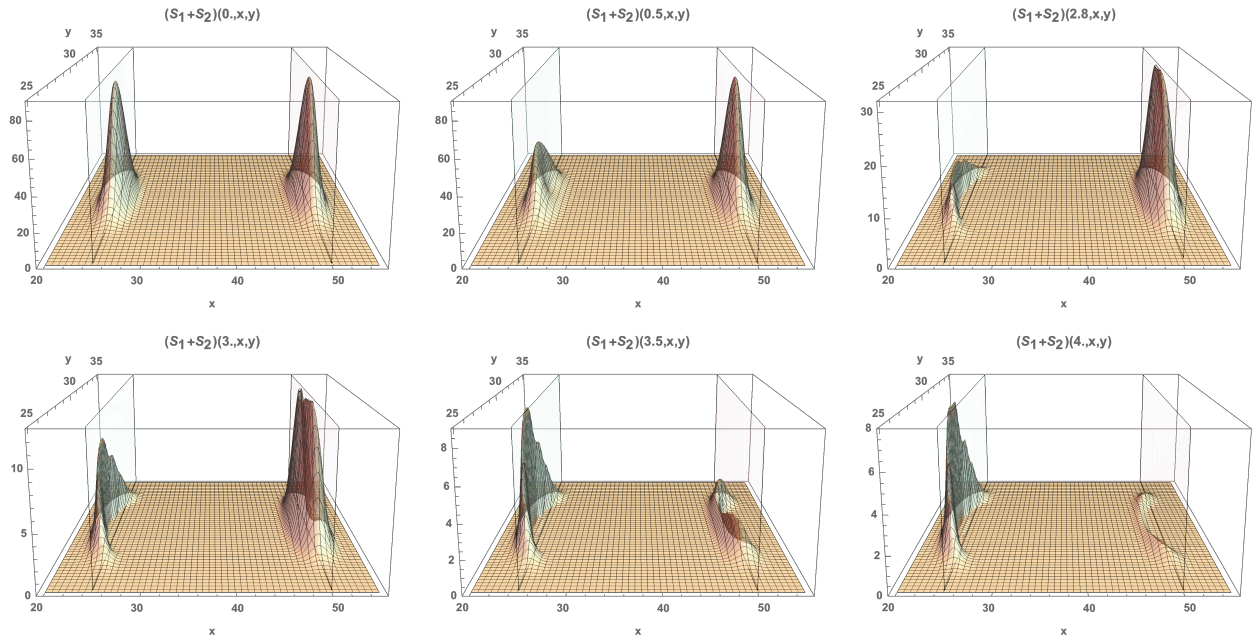 (S₁+S₂)(0.,x,y)
y 35
30
25
80
60
40
20
0
20 30 40 50
x
(S₁+S₂)(0.5,x,y)
y 35
30
25
80
60
40
20
0
20 30 40 50
x
(S₁+S₂)(2.8,x,y)
y 35
30
25
30
20
10
0
20 30 40 50
x
(S₁+S₂)(3.,x,y)
y 35
30
25
10
5
0
20 30 40 50
x
(S₁+S₂)(3.5,x,y)
y 35
30
25
8
6
4
2
0
20 30 40 50
x
(S₁+S₂)(4.,x,y)
y 35
30
25
8
6
4
2
0
20 30 40 50
x